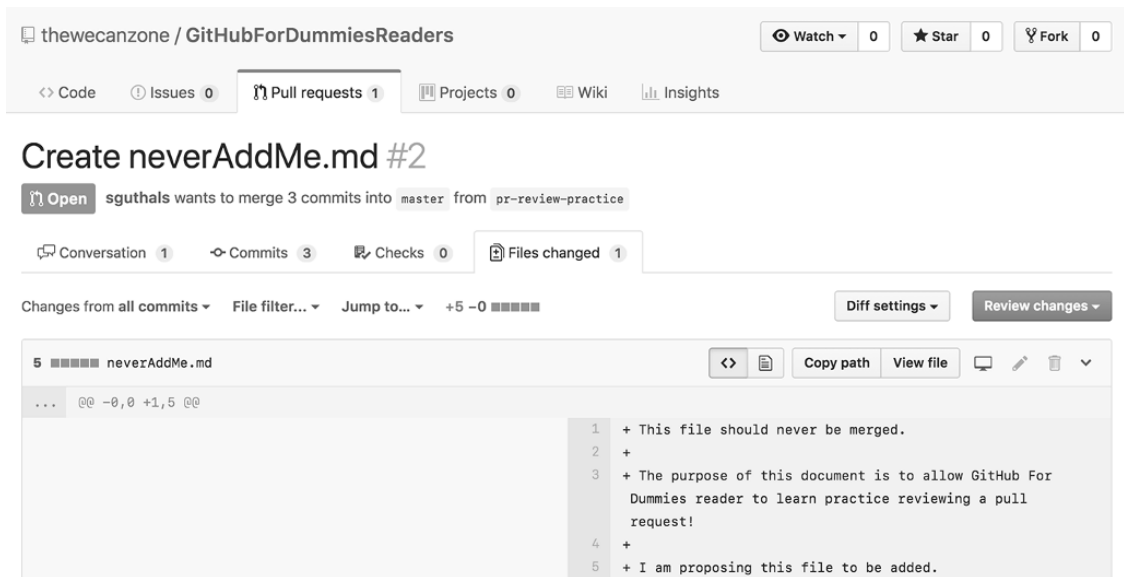 thewecanzone / GitHubForDummiesReaders
Watch 0 Star 0 Fork 0
<> Code Issues 0 Pull requests 1 Projects 0 Wiki Insights
Create neverAddMe.md #2
Open sguthals wants to merge 3 commits into master from pr-review-practice
Conversation 1 Commits 3 Checks 0 Files changed 1
Changes from all commits File filter... Jump to... +5 −0 Diff settings Review changes
5 neverAddMe.md <> Copy path View file
... @@ -0,0 +1,5 @@
1 + This file should never be merged.
2 +
3 + The purpose of this document is to allow GitHub For
Dummies reader to learn practice reviewing a pull
request!
4 +
5 + I am proposing this file to be added.